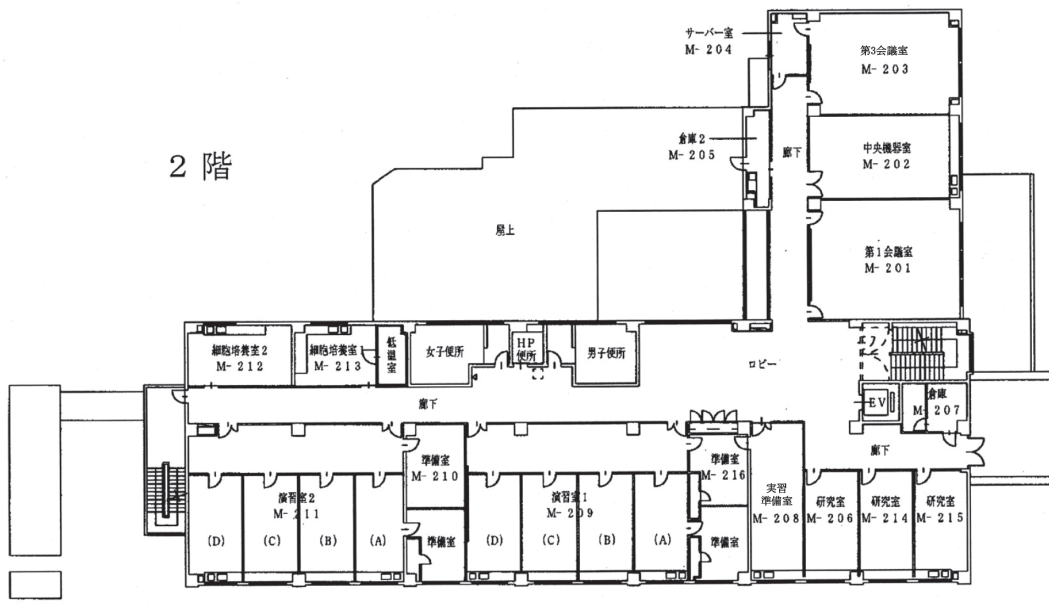 サーバー室
M-204
第3会議室
M-203
2階
倉庫2
M-205
廊下
中央機器室
M-202
屋上
第1会議室
M-201
細胞培養室2
M-212
細胞培養室1
M-213
低温室
女子便所
HP
便所
男子便所
ロビー
EV
倉庫
M-207
廊下
廊下
準備室
M-210
準備室
M-216
演習室2
M-211
演習室1
M-209
実習
準備室
M-208
研究室
M-206
研究室
M-214
研究室
M-215
(D)
(C)
(B)
(A)
準備室
(D)
(C)
(B)
(A)
準備室